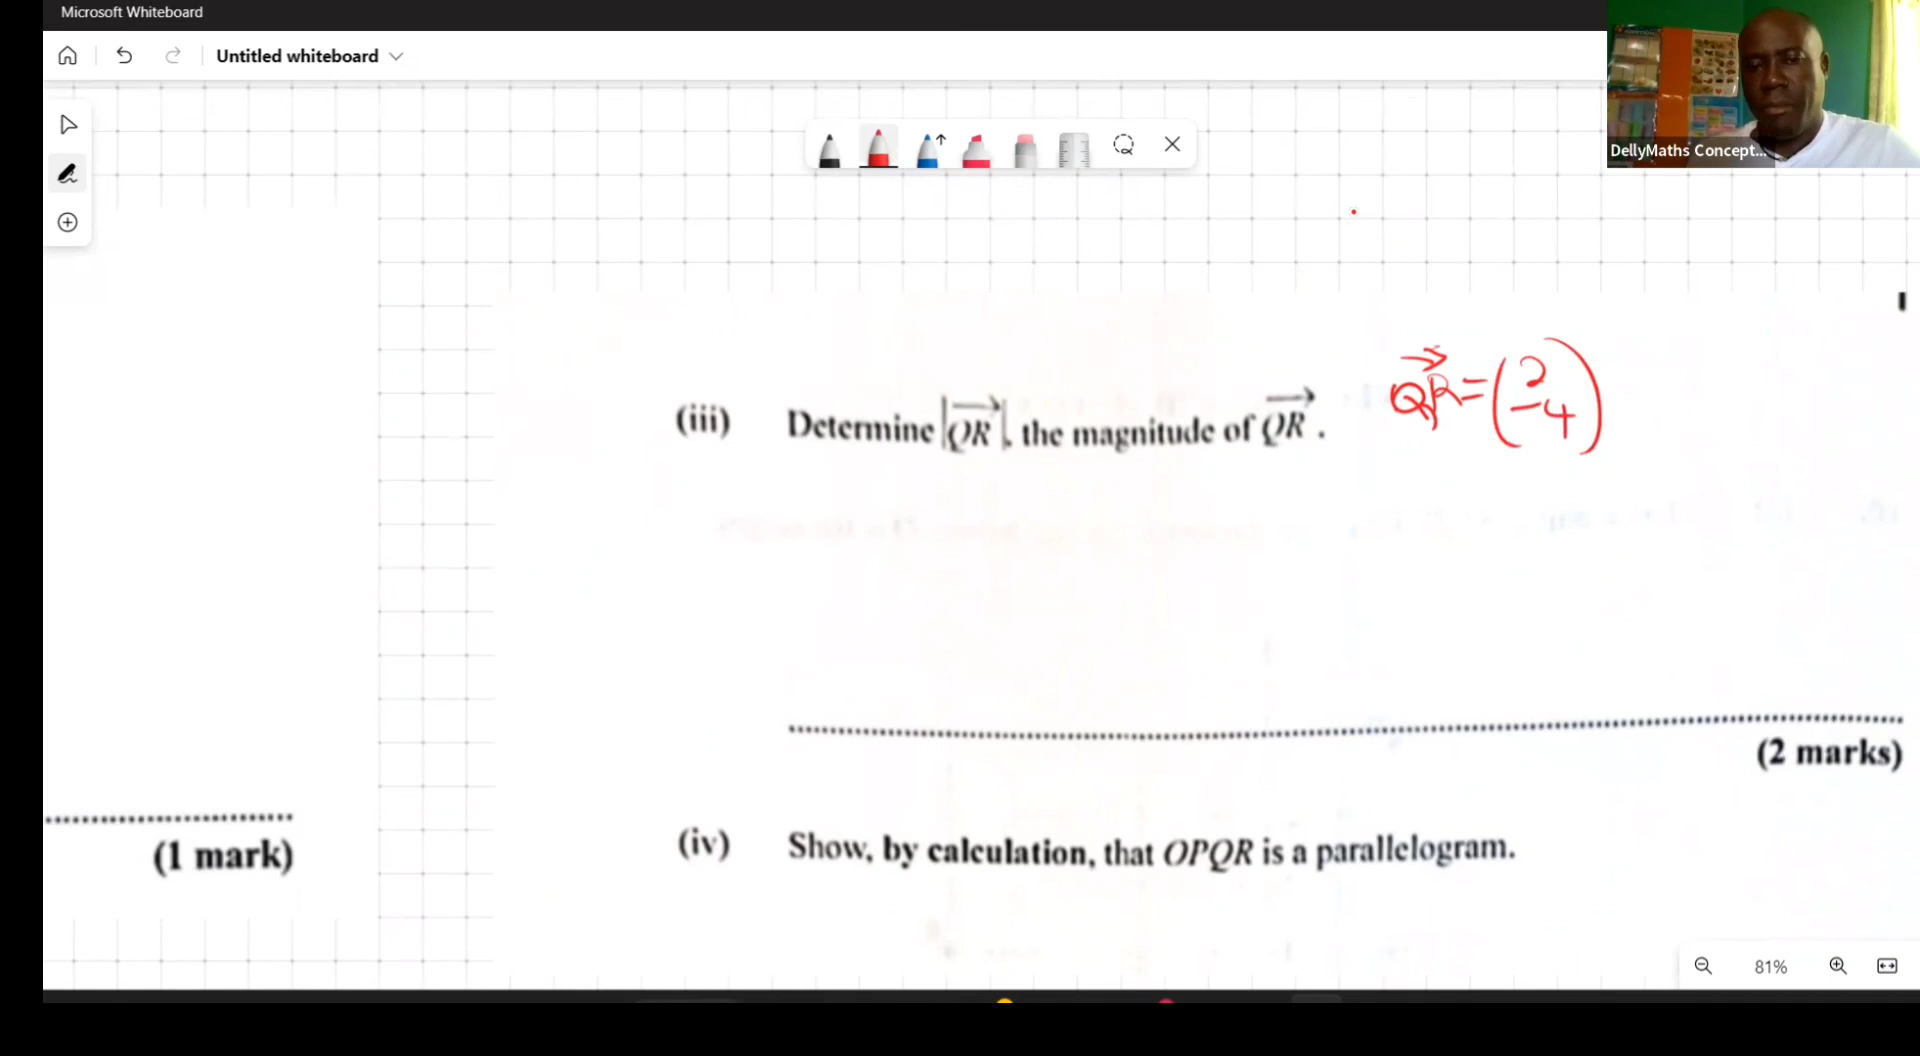 Microsoft Whiteboard
Untitled whiteboard
DellyMaths Concept...
QR = (2 -4)
(iii) Determine |QR|, the magnitude of QR .
(2 marks)
(1 mark)
(iv) Show, by calculation, that OPQR is a parallelogram.
81%